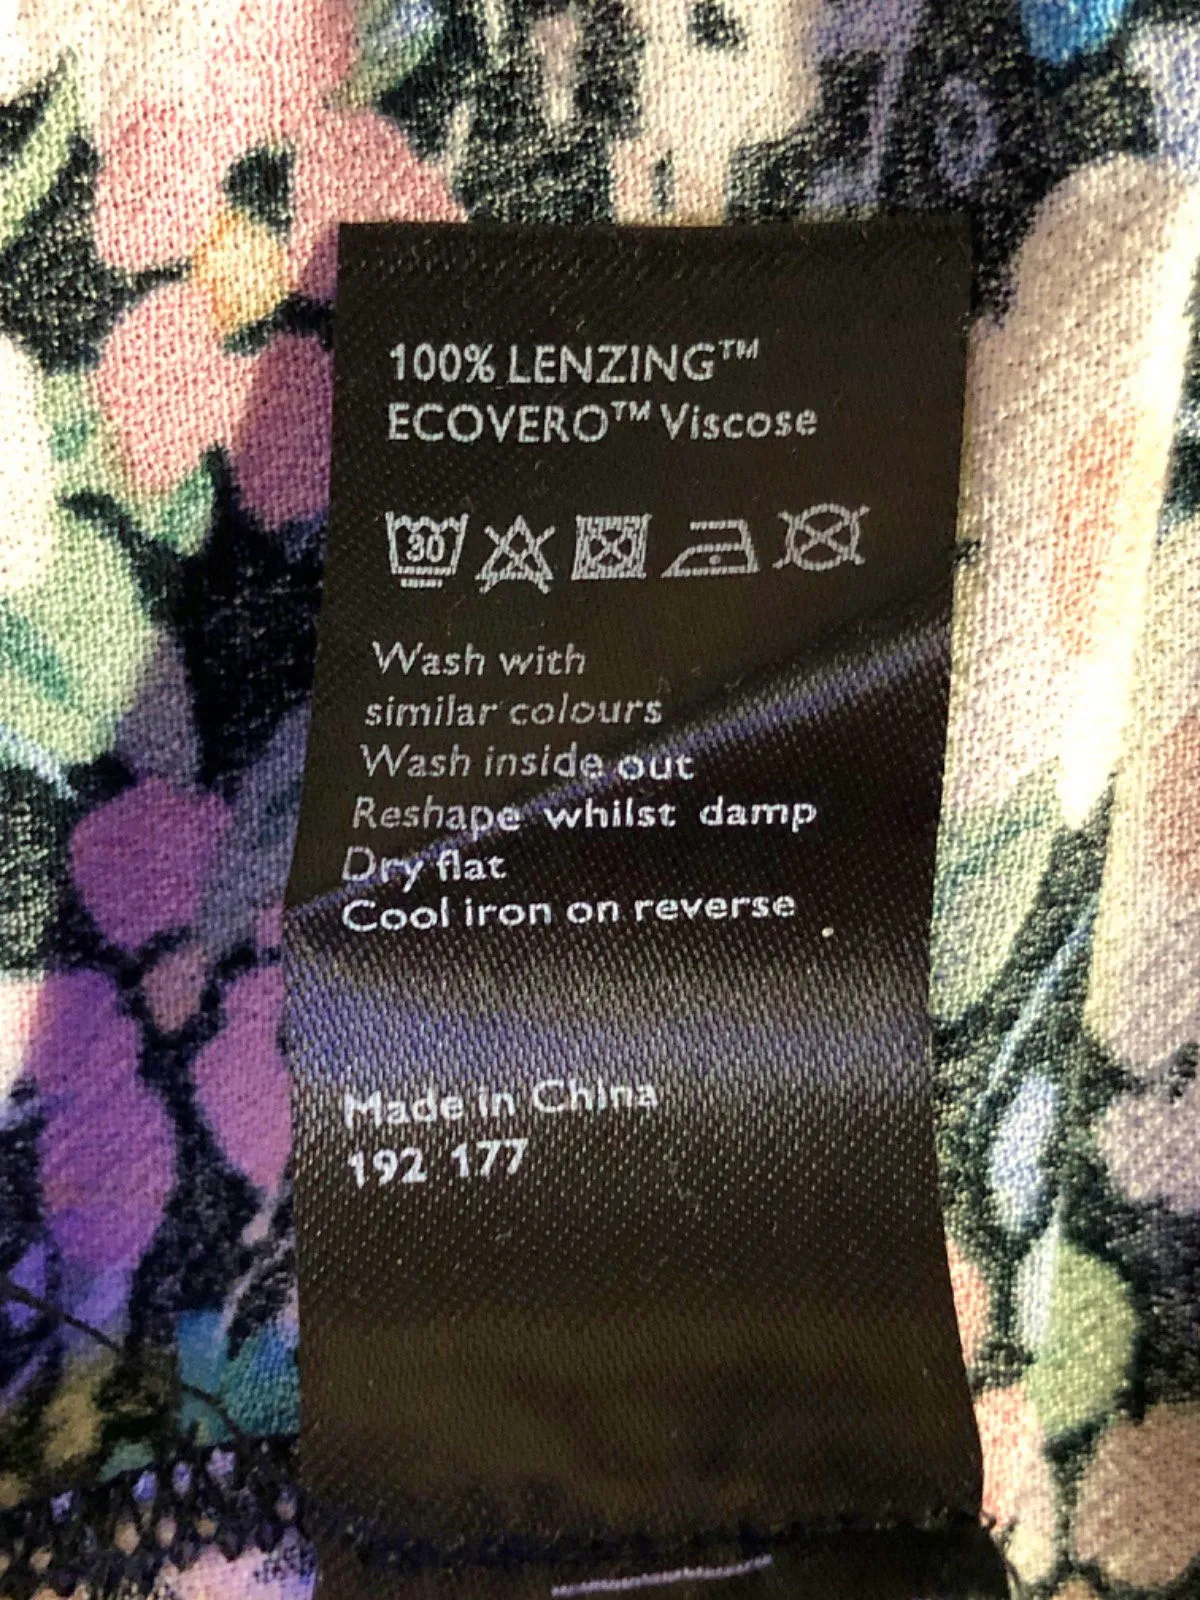 100% LENZING™
ECOVERO™ Viscose
30
Wash with
similar colours
Wash inside out
Reshape whilst damp
Dry flat
Cool iron on reverse
Made in China
192 177